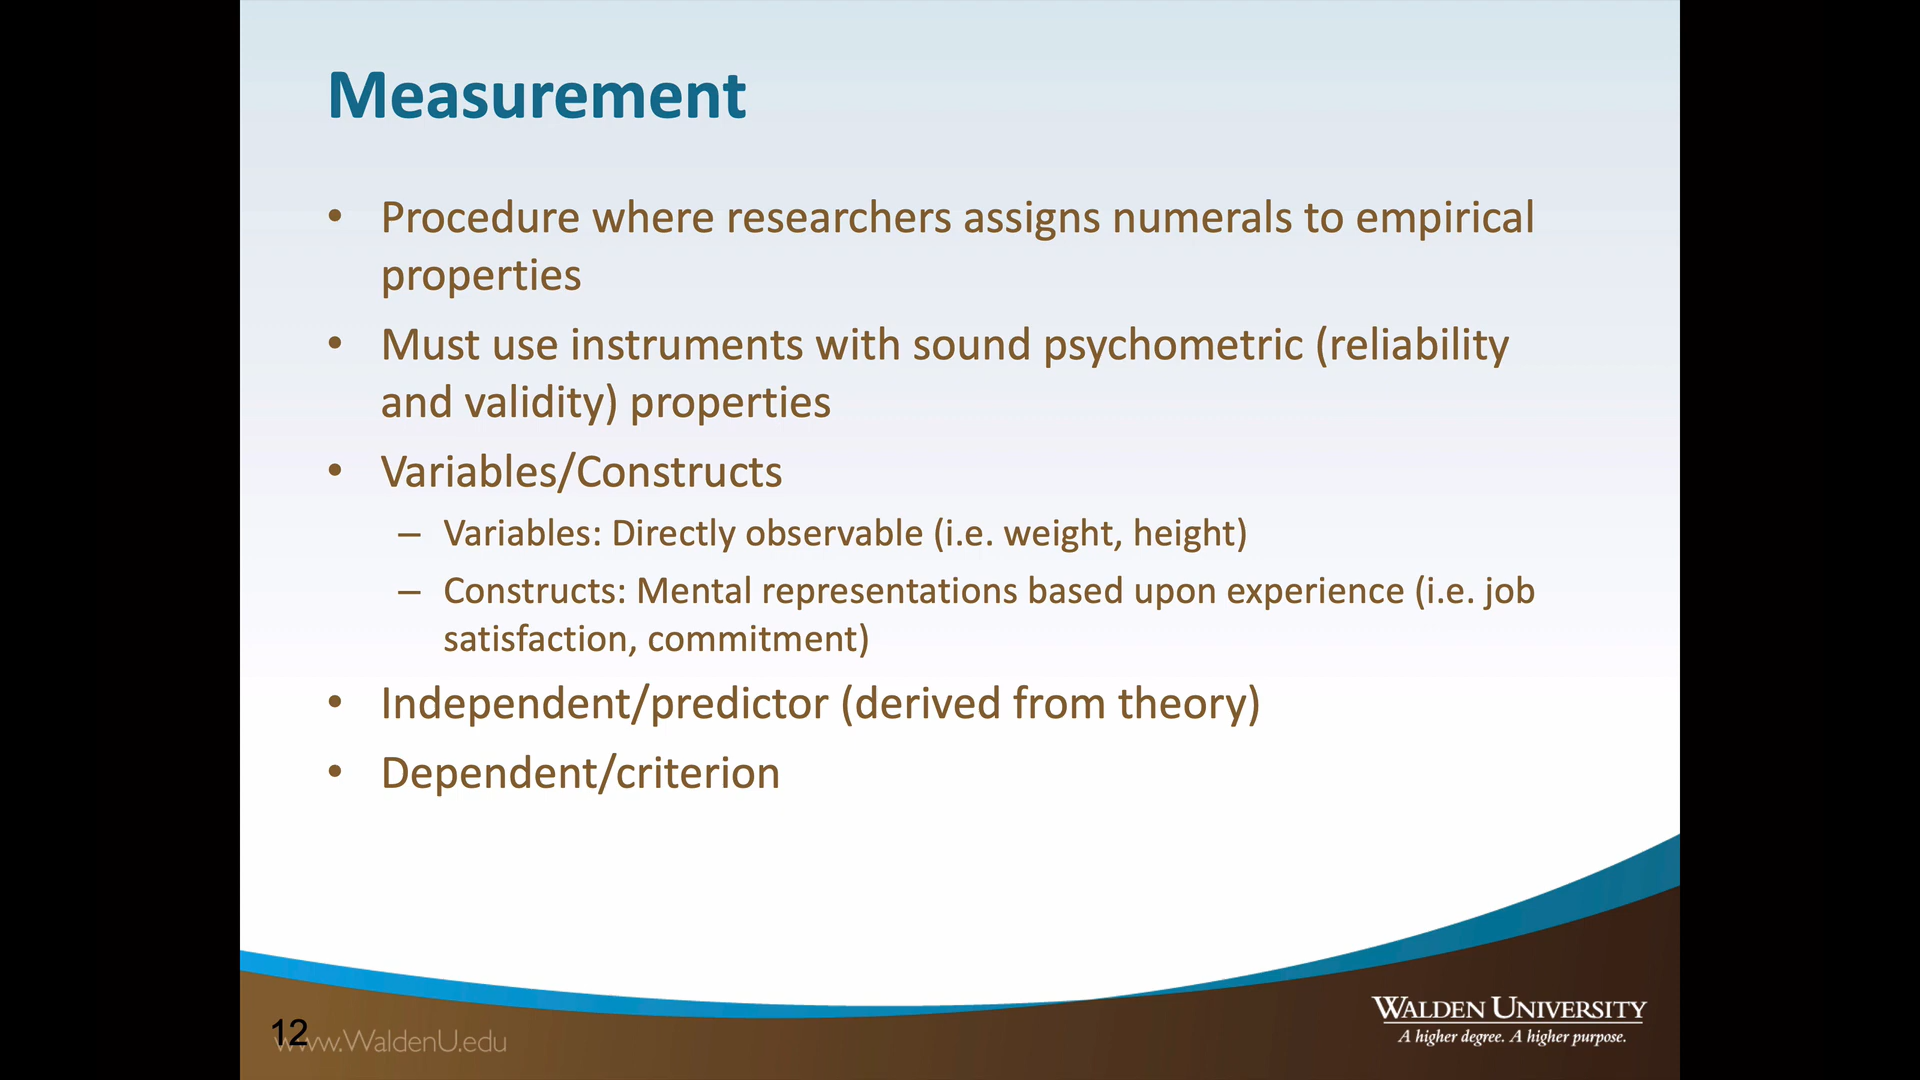 Measurement
• Procedure where researchers assigns numerals to empirical
properties
• Must use instruments with sound psychometric (reliability
and validity) properties
• Variables/Constructs
– Variables: Directly observable (i.e. weight, height)
– Constructs: Mental representations based upon experience (i.e. job
satisfaction, commitment)
• Independent/predictor (derived from theory)
• Dependent/criterion
12
www.WaldenU.edu
WALDEN UNIVERSITY
A higher degree. A higher purpose.